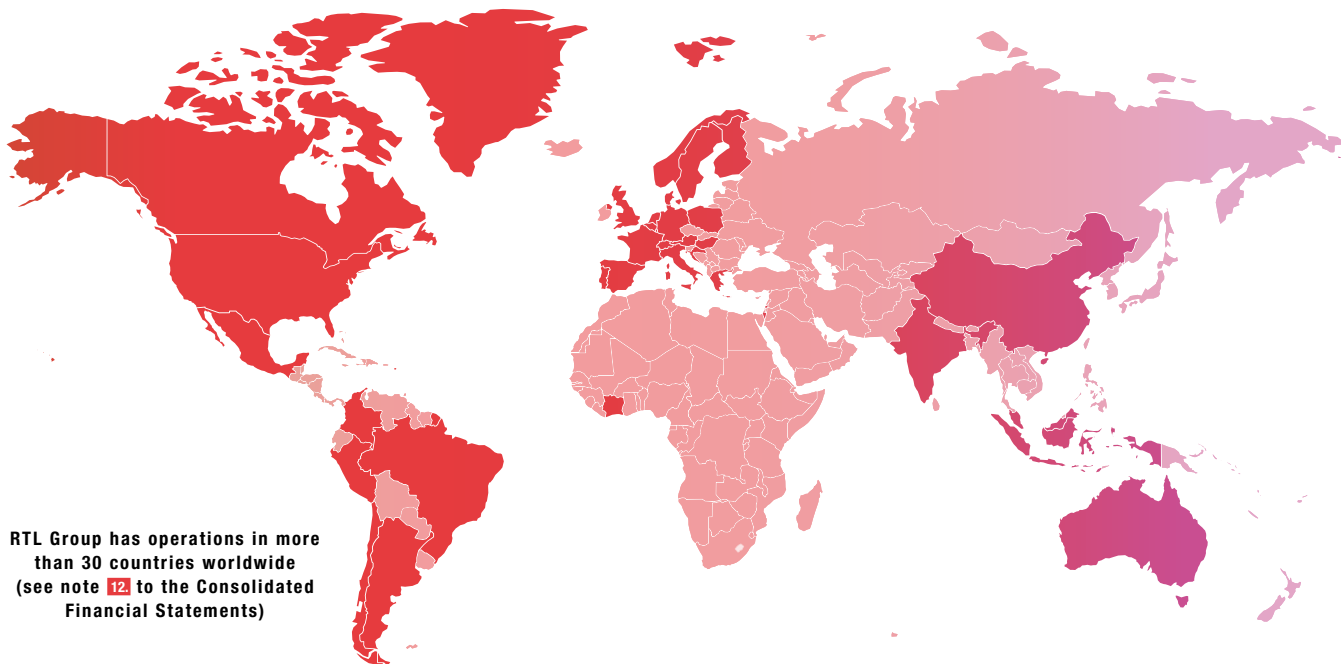 RTL Group has operations in more
than 30 countries worldwide
(see note 12. to the Consolidated
Financial Statements)